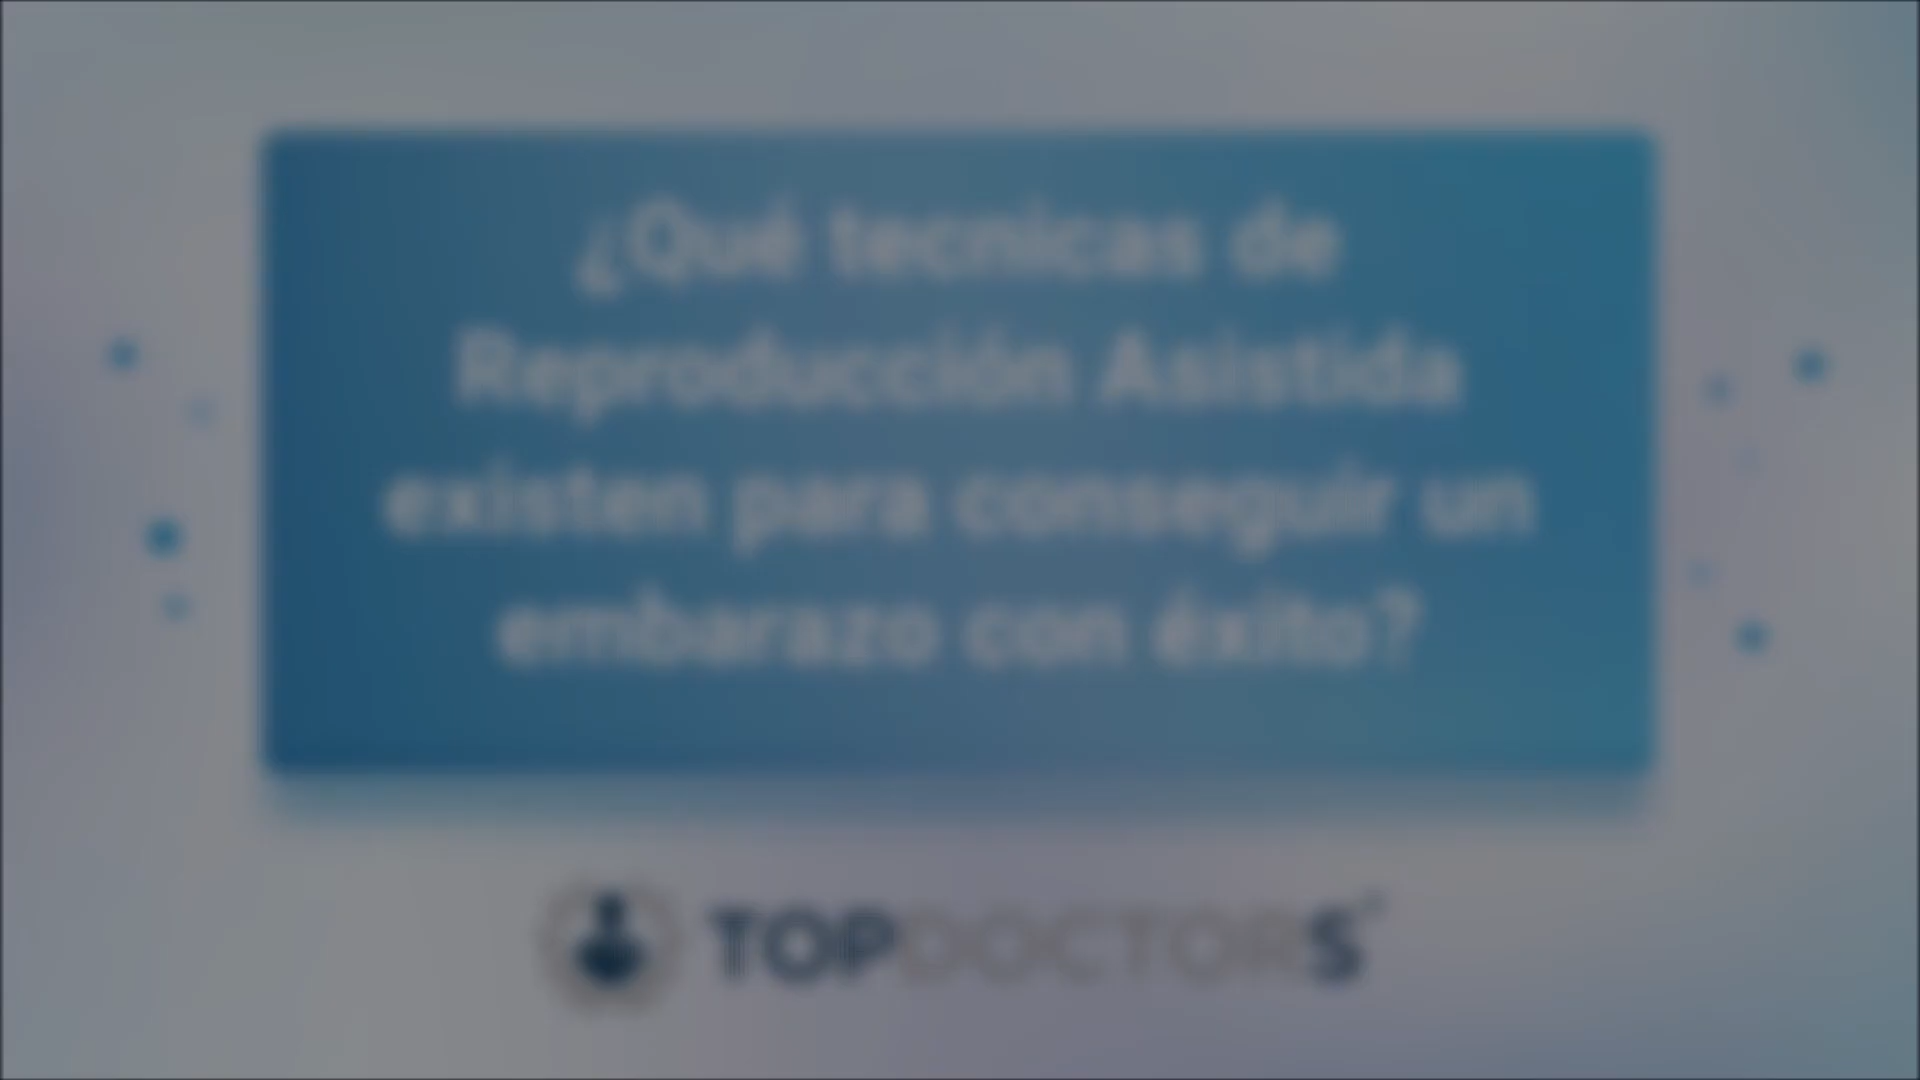 ¿Qué tecnicas de
Reproducción Asistida
existen para conseguir un
embarazo con éxito?
TOPDOCTORS